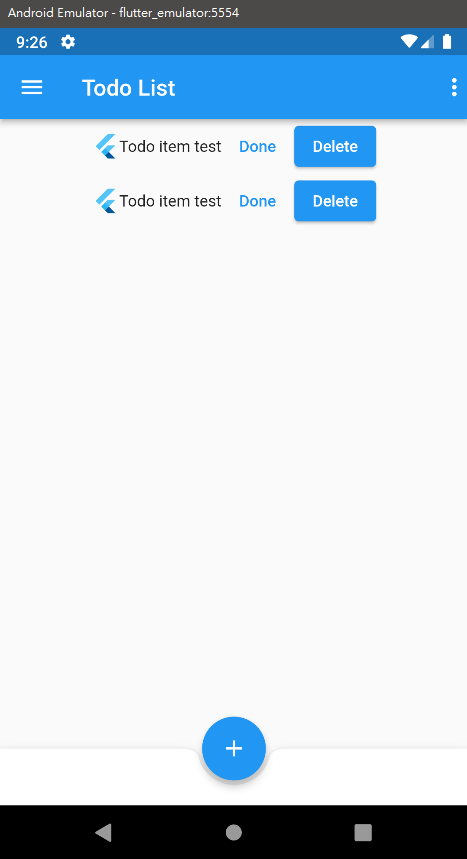 Android Emulator - flutter_emulator:5554
9:26
Todo List
Todo item test Done Delete
Todo item test Done Delete